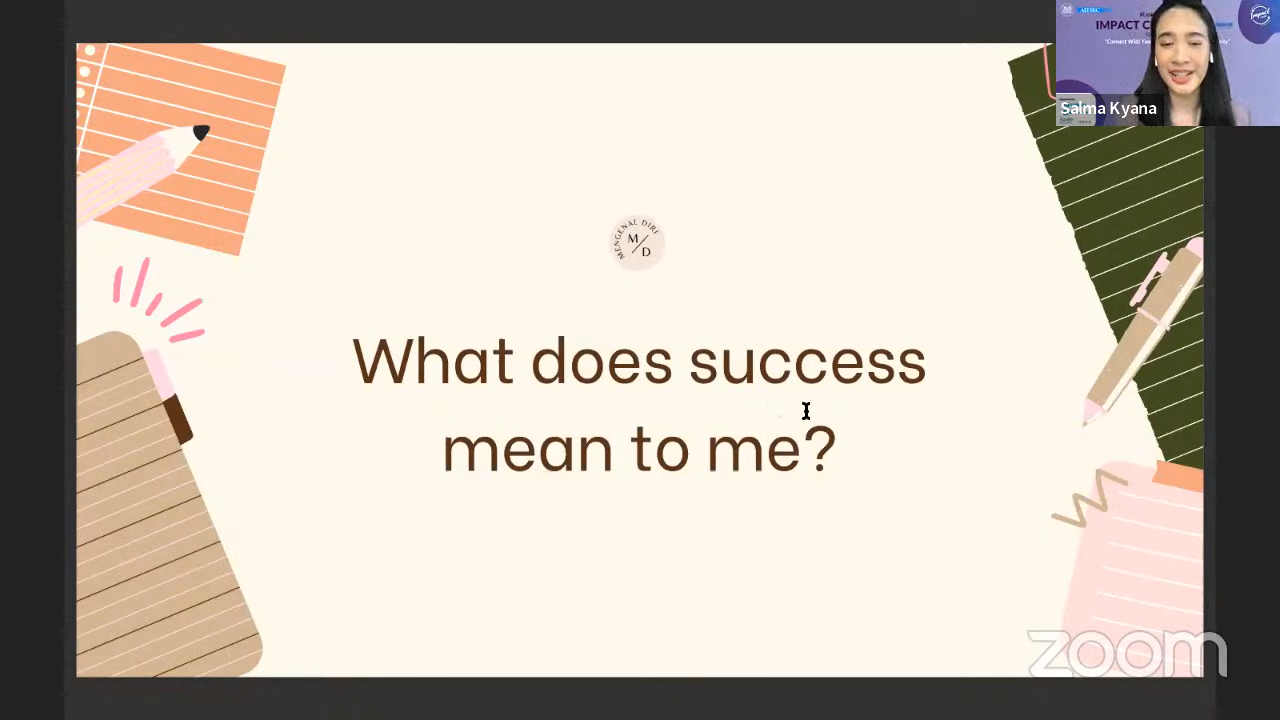 IMPACT C
Salma Kyana
MENGENAL DIRI
M/D
What does success
mean to me?
zoom